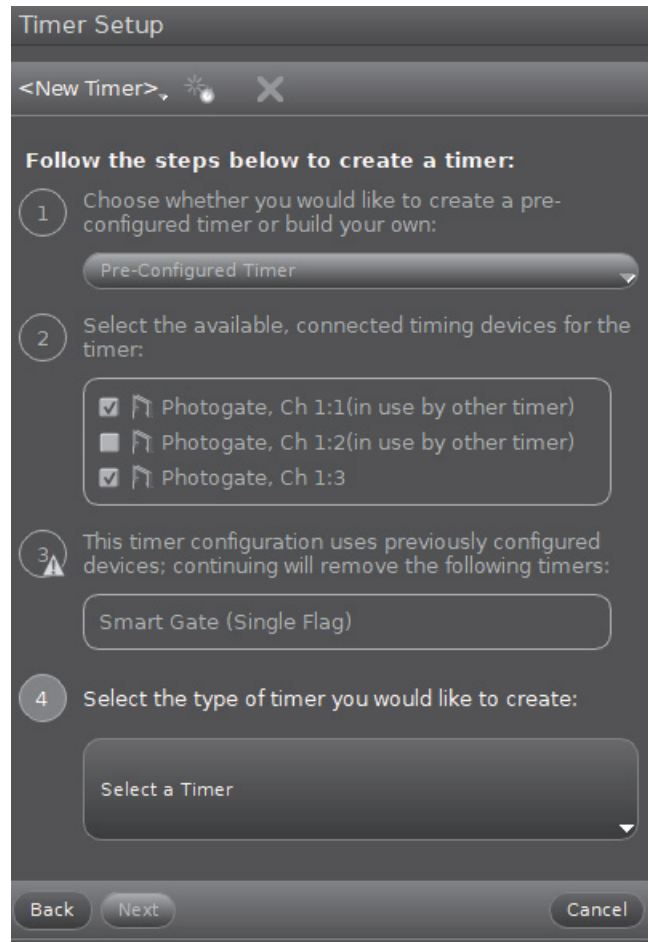 Timer Setup
<New Timer>
Follow the steps below to create a timer:
1
Choose whether you would like to create a pre-
configured timer or build your own:
Pre-Configured Timer
2
Select the available, connected timing devices for the
timer:
Photogate, Ch 1:1(in use by other timer)
Photogate, Ch 1:2(in use by other timer)
Photogate, Ch 1:3
3
This timer configuration uses previously configured
devices; continuing will remove the following timers:
Smart Gate (Single Flag)
4
Select the type of timer you would like to create:
Select a Timer
Back Next Cancel